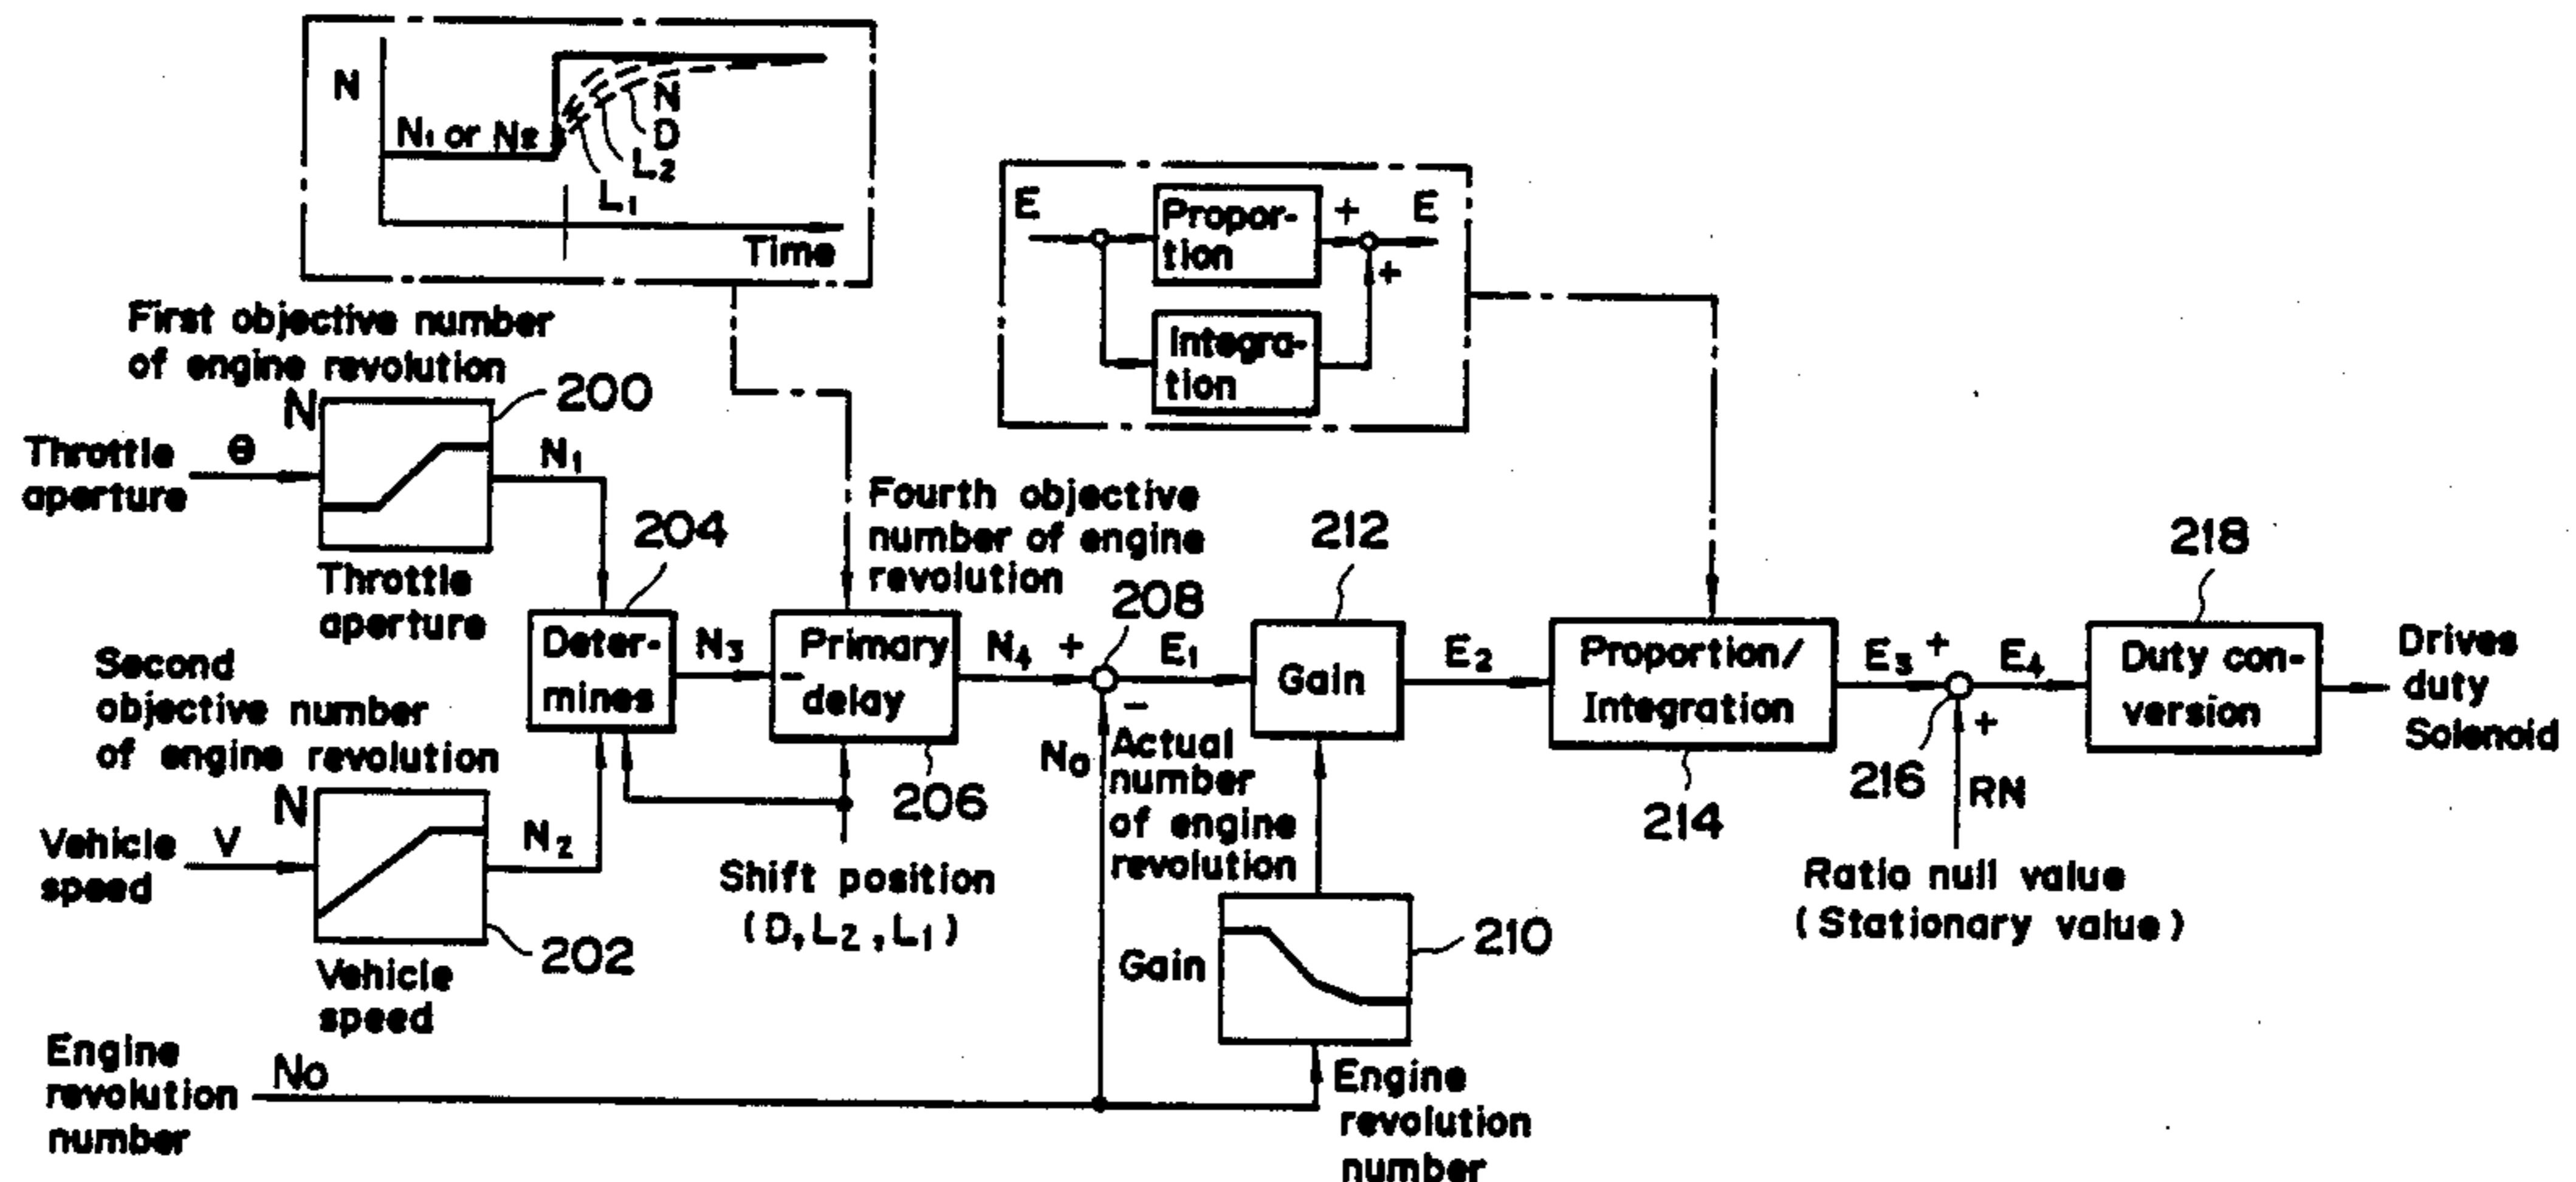 N
N₁ or N₂
N
D
L₂
L₁
Time
E
Propor-
tion
+
E
+
Integra-
tion
First objective number
of engine revolution
N
200
Throttle
aperture
θ
N₁
Throttle
aperture
Second
objective number
of engine revolution
N
Vehicle
speed
V
N₂
202
Vehicle
speed
204
Deter-
mines
N₃
Fourth objective
number of engine
revolution
Primary
delay
206
Shift position
(D, L₂, L₁)
N₄
+
208
−
E₁
N₀
Actual
number
of engine
revolution
212
Gain
E₂
Gain
210
Engine
revolution
number
Engine
revolution
number
N₀
Proportion/
Integration
214
E₃
+
216
+
RN
Ratio null value
(Stationary value)
E₄
218
Duty con-
version
Drives
duty
Solenoid